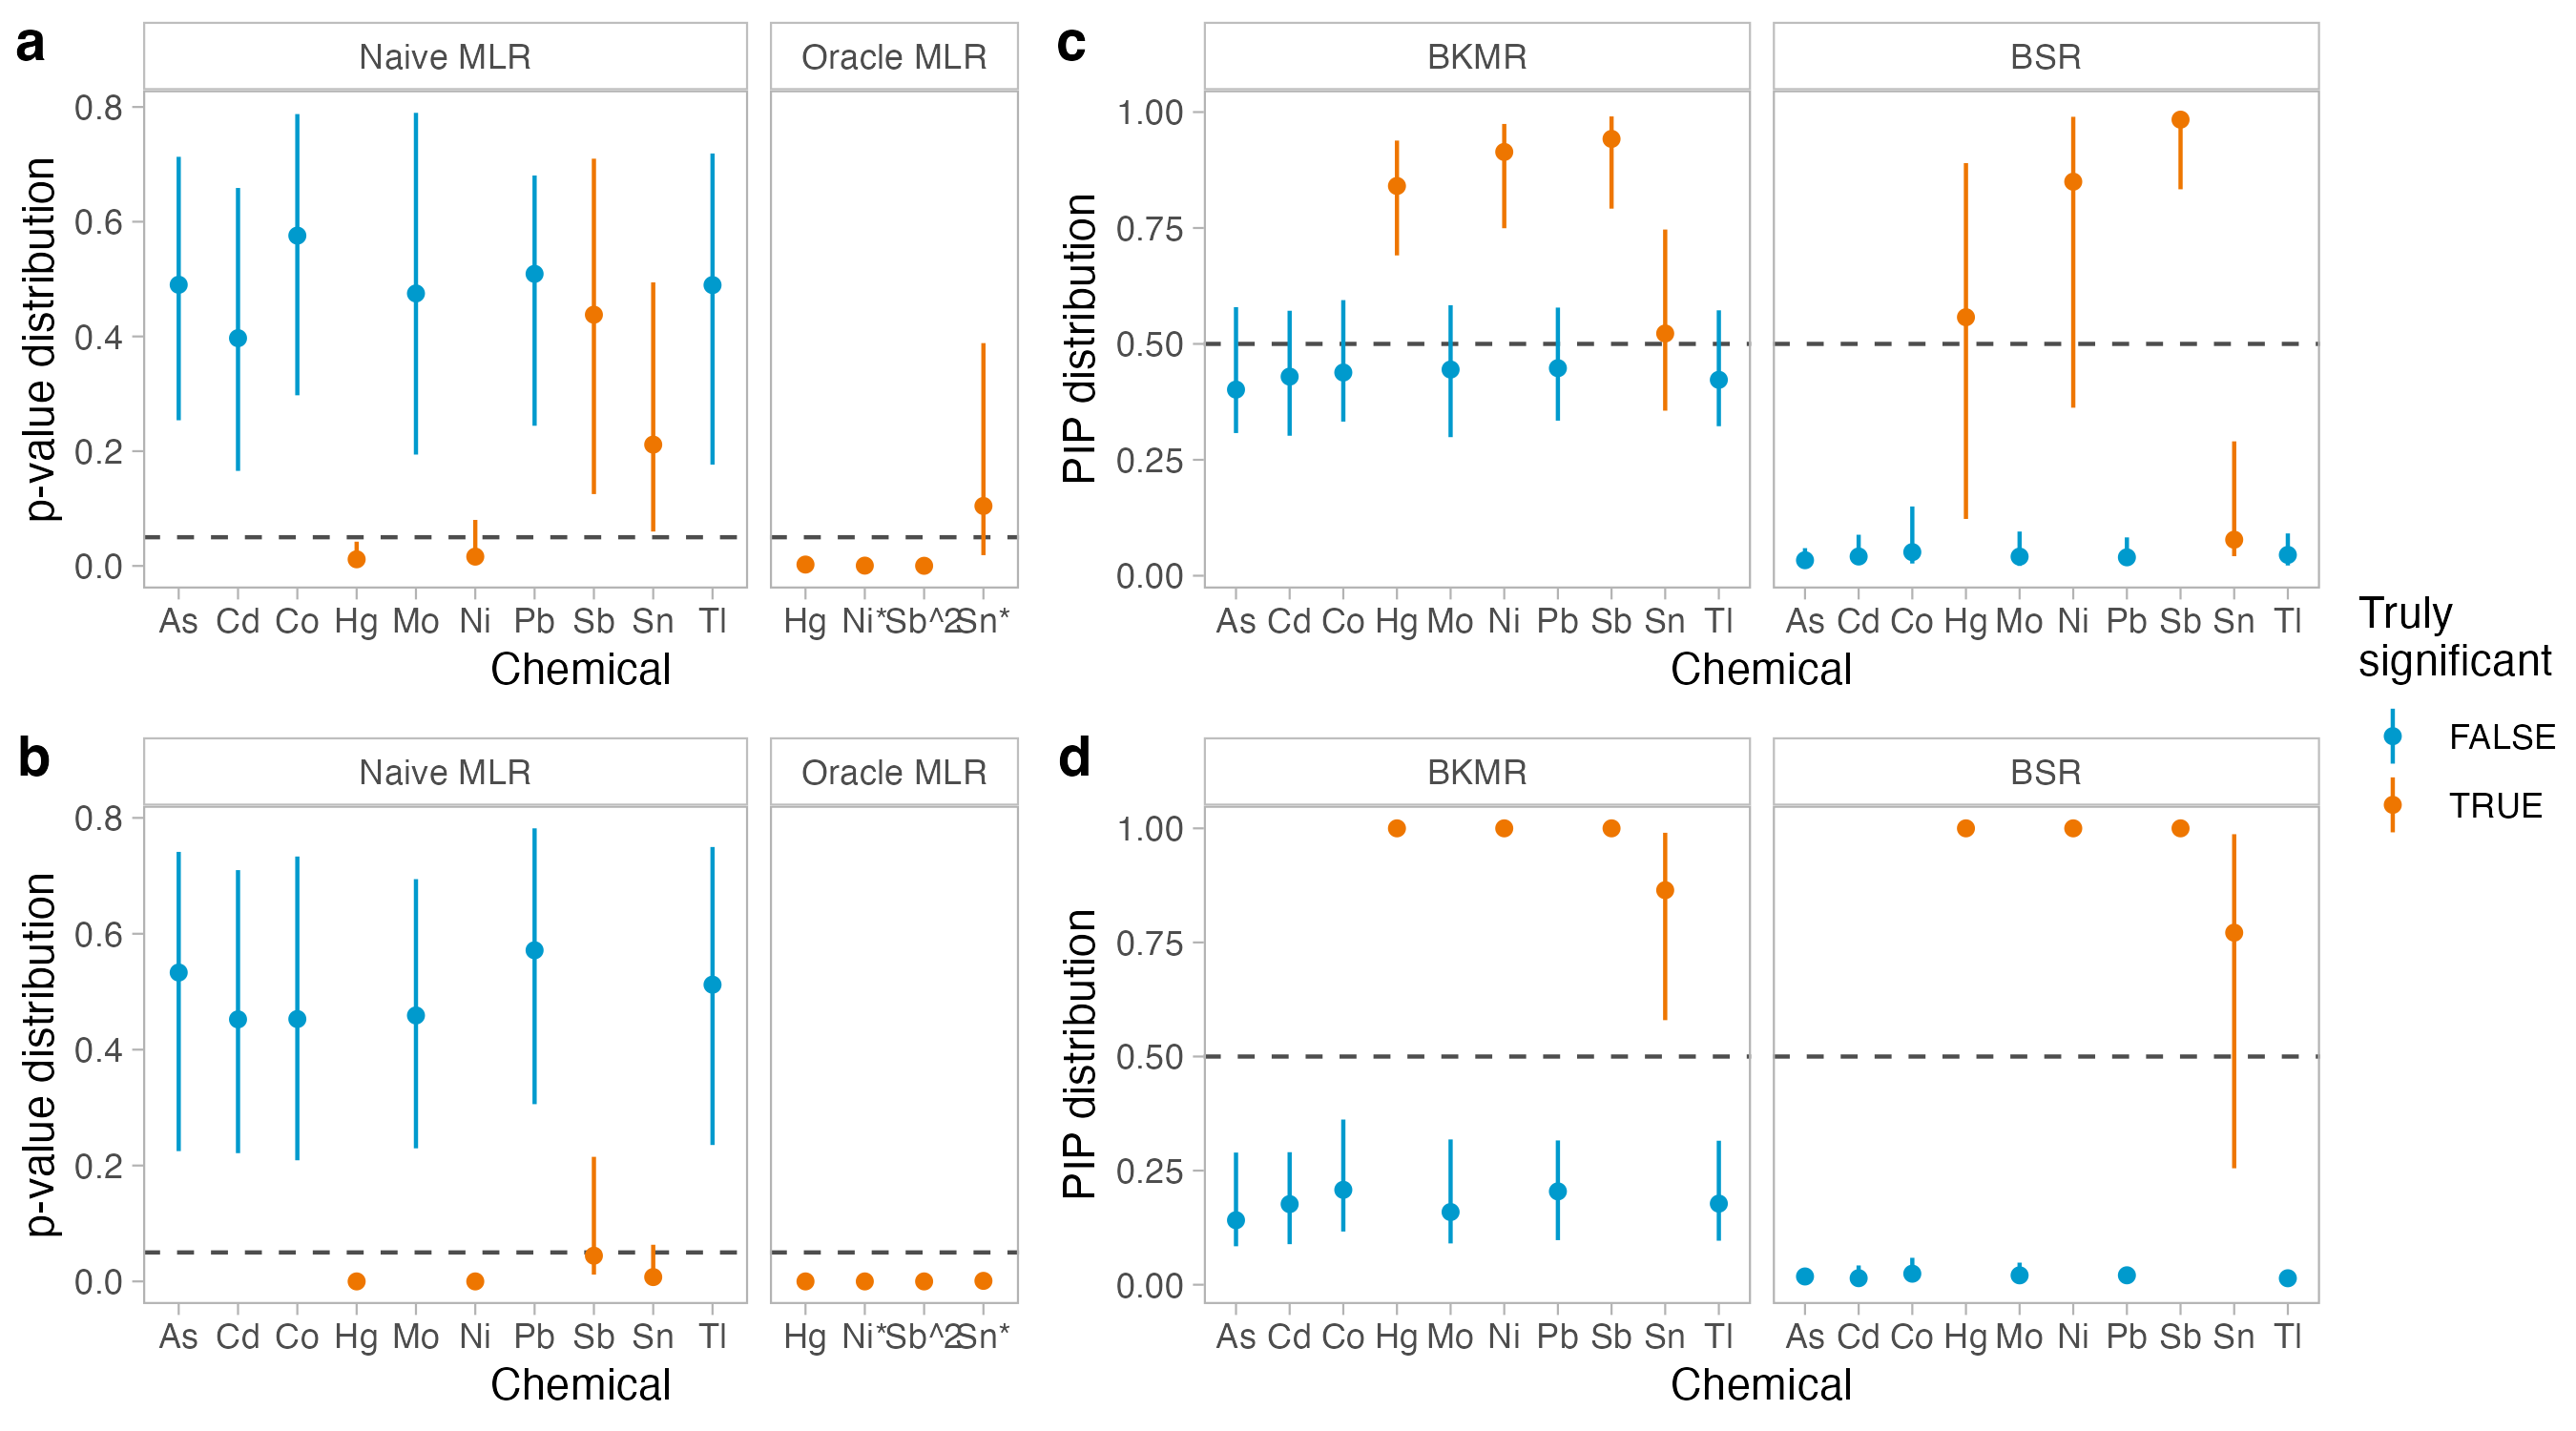 a
Naive MLR
Oracle MLR
p-value distribution
0.8
0.6
0.4
0.2
0.0
As Cd Co Hg Mo Ni Pb Sb Sn Tl
Hg Ni* Sb^2 Sn*
Chemical
c
BKMR
BSR
PIP distribution
1.00
0.75
0.50
0.25
0.00
As Cd Co Hg Mo Ni Pb Sb Sn Tl
As Cd Co Hg Mo Ni Pb Sb Sn Tl
Chemical
b
Naive MLR
Oracle MLR
p-value distribution
0.8
0.6
0.4
0.2
0.0
As Cd Co Hg Mo Ni Pb Sb Sn Tl
Hg Ni* Sb^2 Sn*
Chemical
d
BKMR
BSR
PIP distribution
1.00
0.75
0.50
0.25
0.00
As Cd Co Hg Mo Ni Pb Sb Sn Tl
As Cd Co Hg Mo Ni Pb Sb Sn Tl
Chemical
Truly
significant
FALSE
TRUE